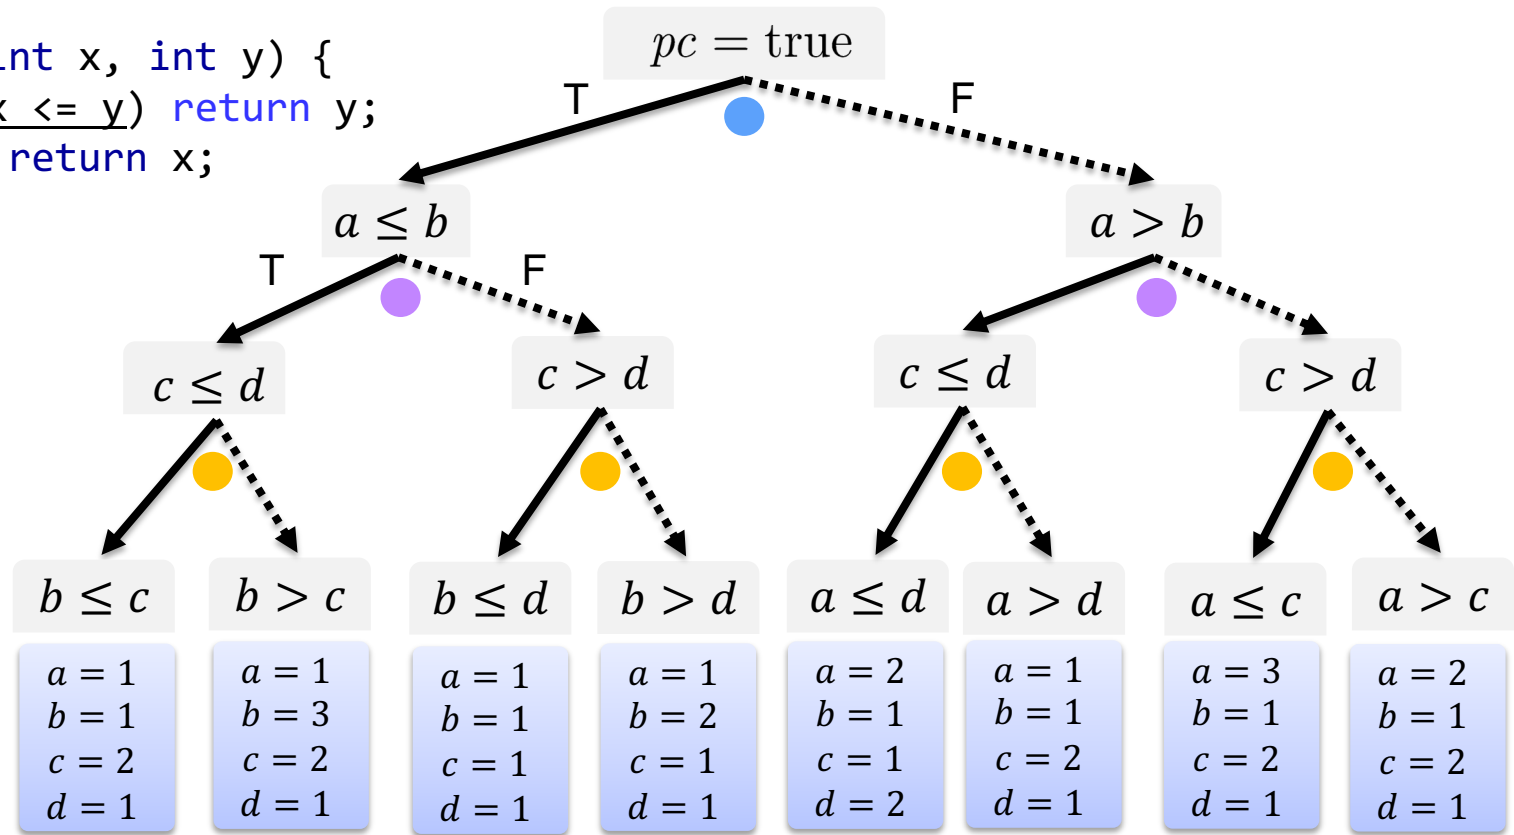 int x, int y) {
x <= y) return y;
return x;
pc = true
T
F
a ≤ b
a > b
T
F
c ≤ d
c > d
c ≤ d
c > d
b ≤ c
b > c
b ≤ d
b > d
a ≤ d
a > d
a ≤ c
a > c
a = 1
b = 1
c = 2
d = 1
a = 1
b = 3
c = 2
d = 1
a = 1
b = 1
c = 1
d = 1
a = 1
b = 2
c = 1
d = 1
a = 2
b = 1
c = 1
d = 2
a = 1
b = 1
c = 2
d = 1
a = 3
b = 1
c = 2
d = 1
a = 2
b = 1
c = 2
d = 1